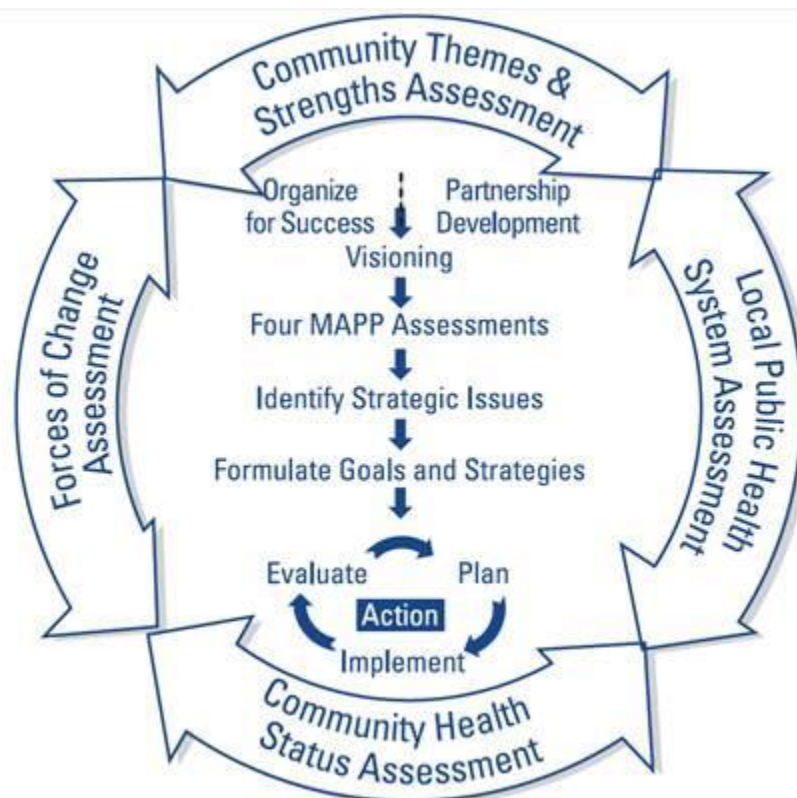 Community Themes &
Strengths Assessment
Organize
for Success
Partnership
Development
Visioning
Four MAPP Assessments
Identify Strategic Issues
Formulate Goals and Strategies
Evaluate
Plan
Action
Implement
Forces of Change
Assessment
Local Public Health
System Assessment
Community Health
Status Assessment